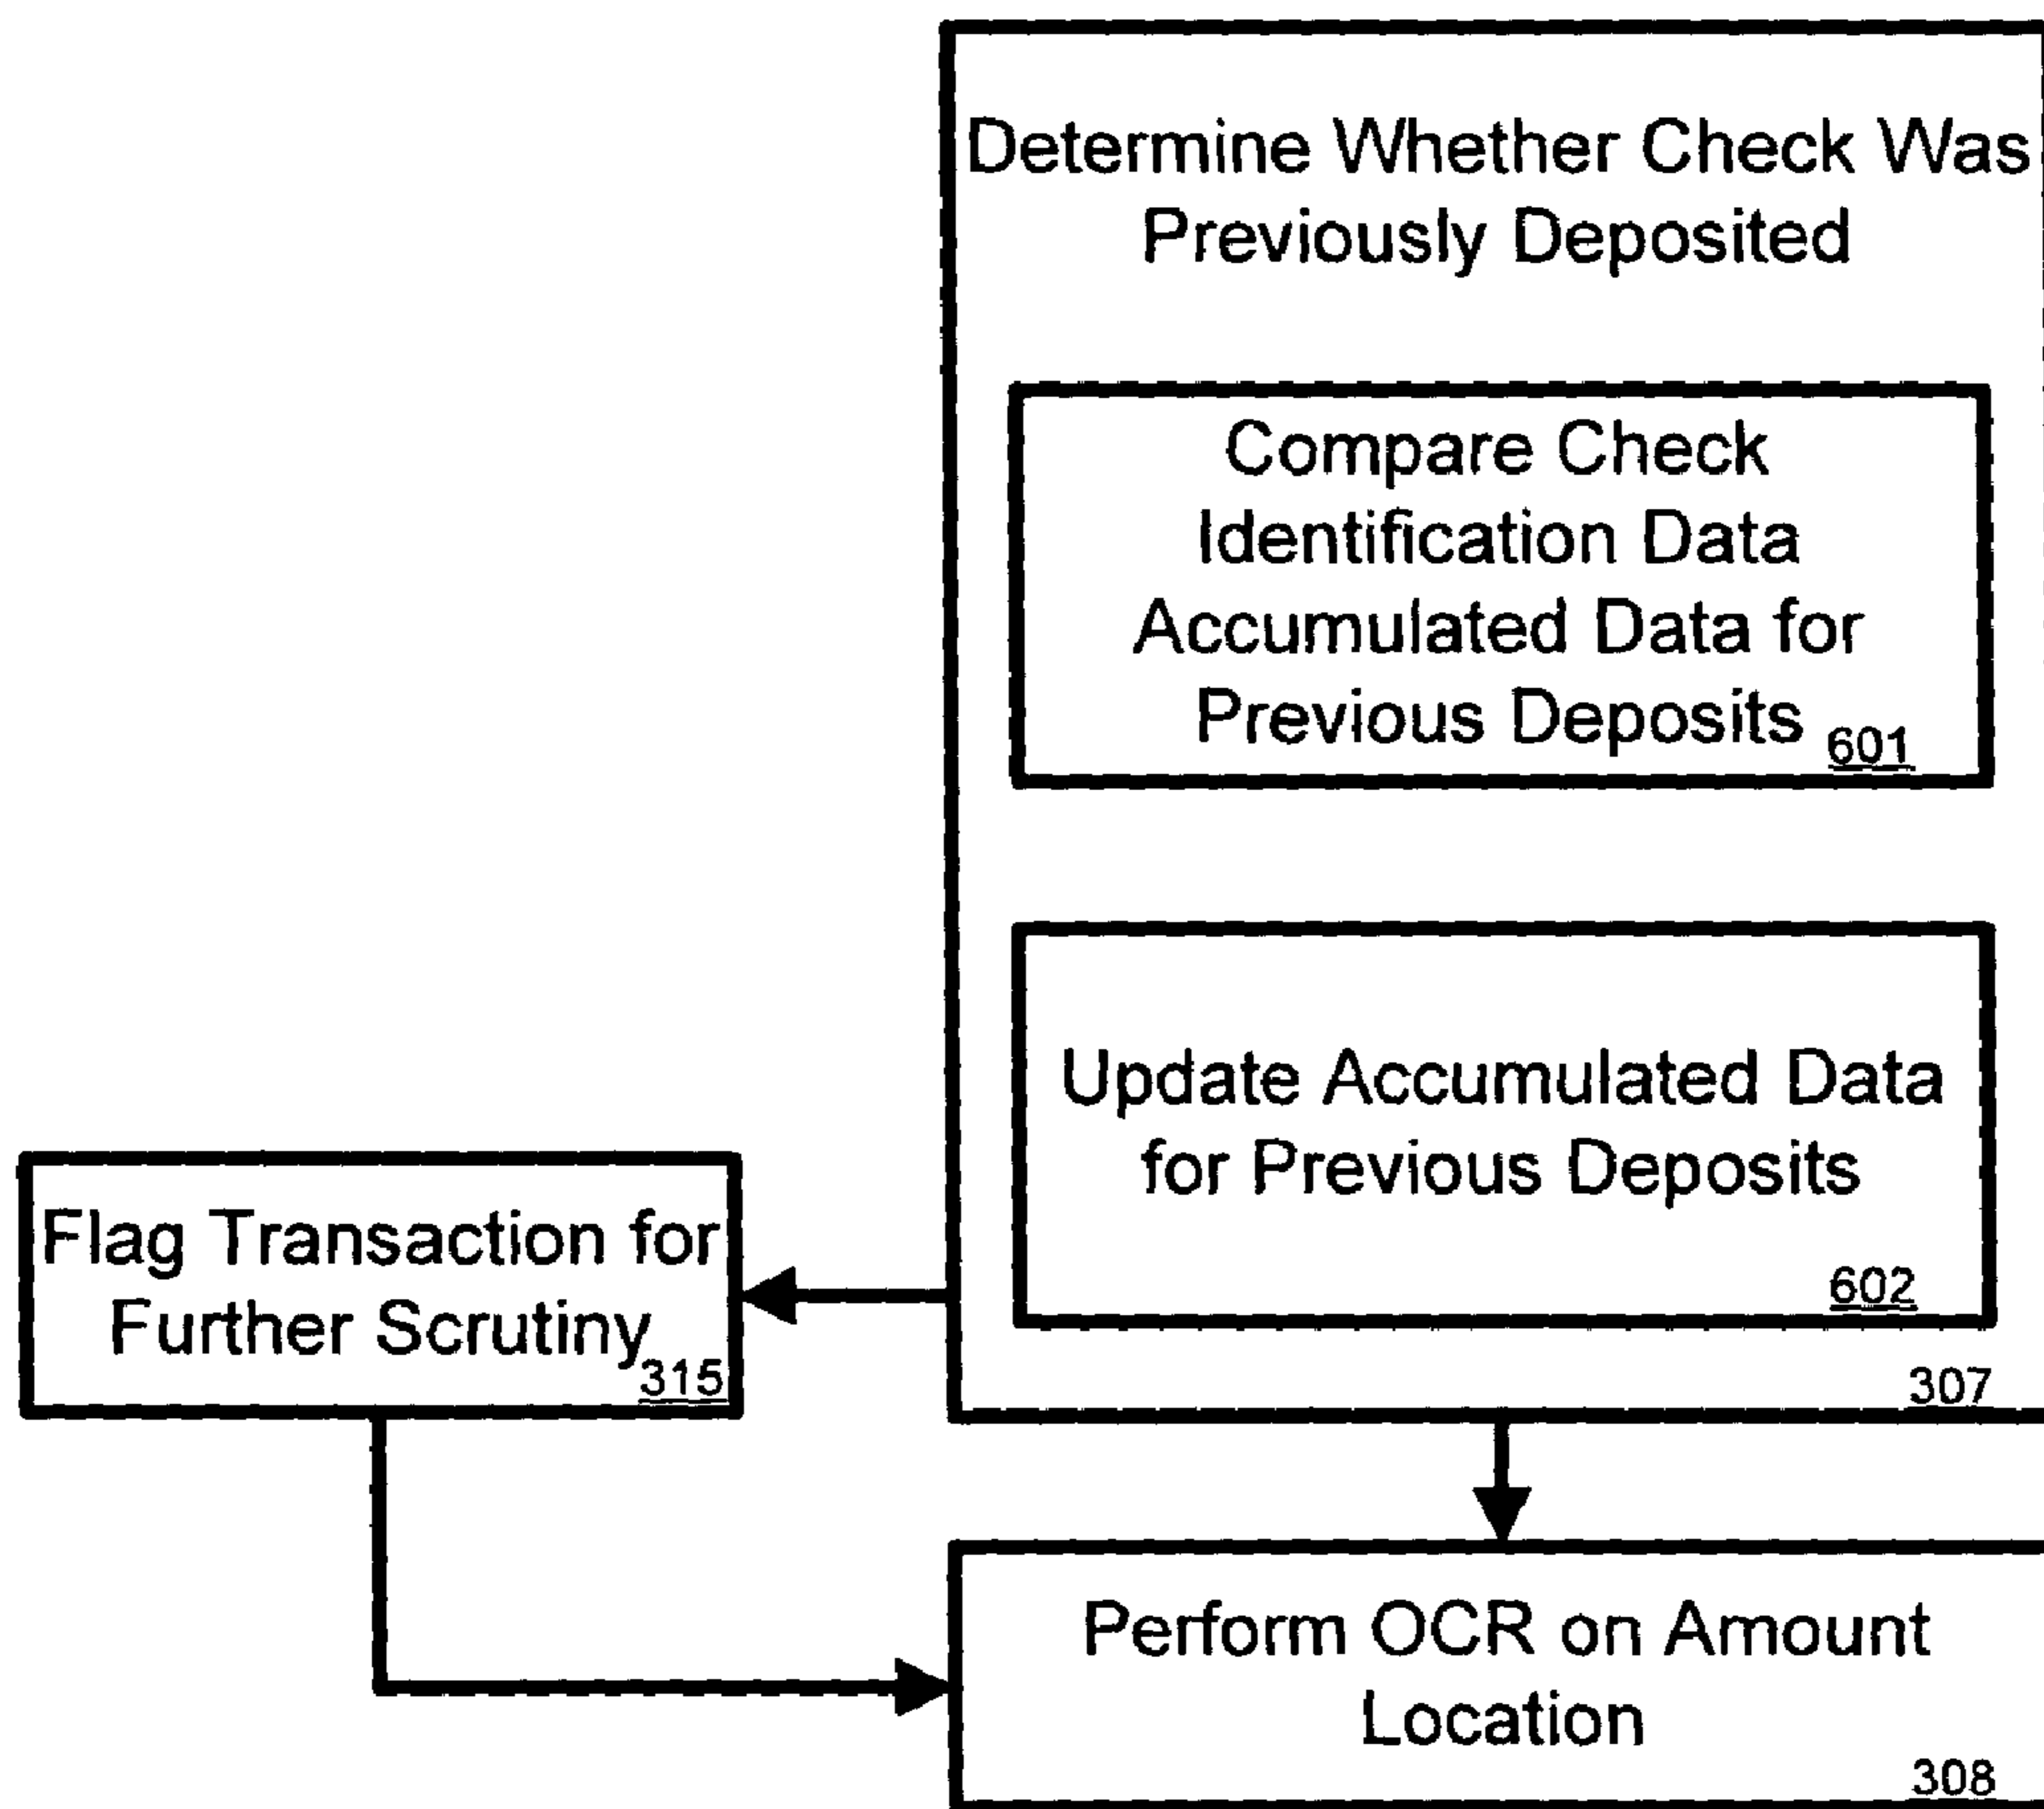 Determine Whether Check Was
Previously Deposited
Compare Check
Identification Data
Accumulated Data for
Previous Deposits 601
Update Accumulated Data
for Previous Deposits
602
307
Flag Transaction for
Further Scrutiny
315
Perform OCR on Amount
Location
308